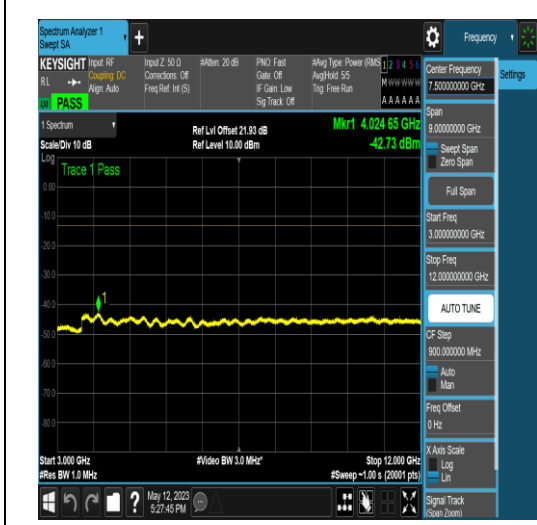 Spectrum Analyzer 1
Swept SA
+
Frequency
KEYSIGHT
Input: RF
Input Z: 50 Ω
#Atten: 20 dB
PNO: Fast
#Avg Type: Power (RMS
1 2 3 4 5 6
RL
Coupling: DC
Corrections: Off
Gate: Off
Avg|Hold: 5/5
M W W W W W
Align: Auto
Freq Ref: Int (S)
IF Gain: Low
Trig: Free Run
Sig Track: Off
A A A A A A
PASS
1 Spectrum
Scale/Div 10 dB
Ref Lvl Offset 21.93 dB
Ref Level 10.00 dBm
Mkr1 4.024 65 GHz
-42.73 dBm
Log
Trace 1 Pass
0.00
-10.0
-20.0
-30.0
-40.0
-50.0
-60.0
-70.0
-80.0
1
Start 3.000 GHz
#Video BW 3.0 MHz*
Stop 12.000 GHz
#Res BW 1.0 MHz
#Sweep ~1.00 s (20001 pts)
?
May 12, 2023
5:27:45 PM
Center Frequency
7.500000000 GHz
Settings
Span
9.00000000 GHz
Swept Span
Zero Span
Full Span
Start Freq
3.000000000 GHz
Stop Freq
12.000000000 GHz
AUTO TUNE
CF Step
900.000000 MHz
Auto
Man
Freq Offset
0 Hz
X Axis Scale
Log
Lin
Signal Track
(Span Zoom)